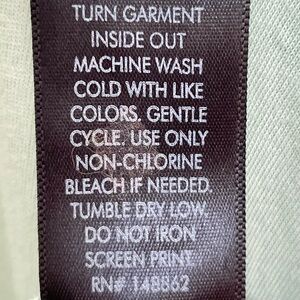 TURN GARMENT
INSIDE OUT
MACHINE WASH
COLD WITH LIKE
COLORS. GENTLE
CYCLE. USE ONLY
NON-CHLORINE
BLEACH IF NEEDED.
TUMBLE DRY LOW.
DO NOT IRON
SCREEN PRINT.
RN# 148862